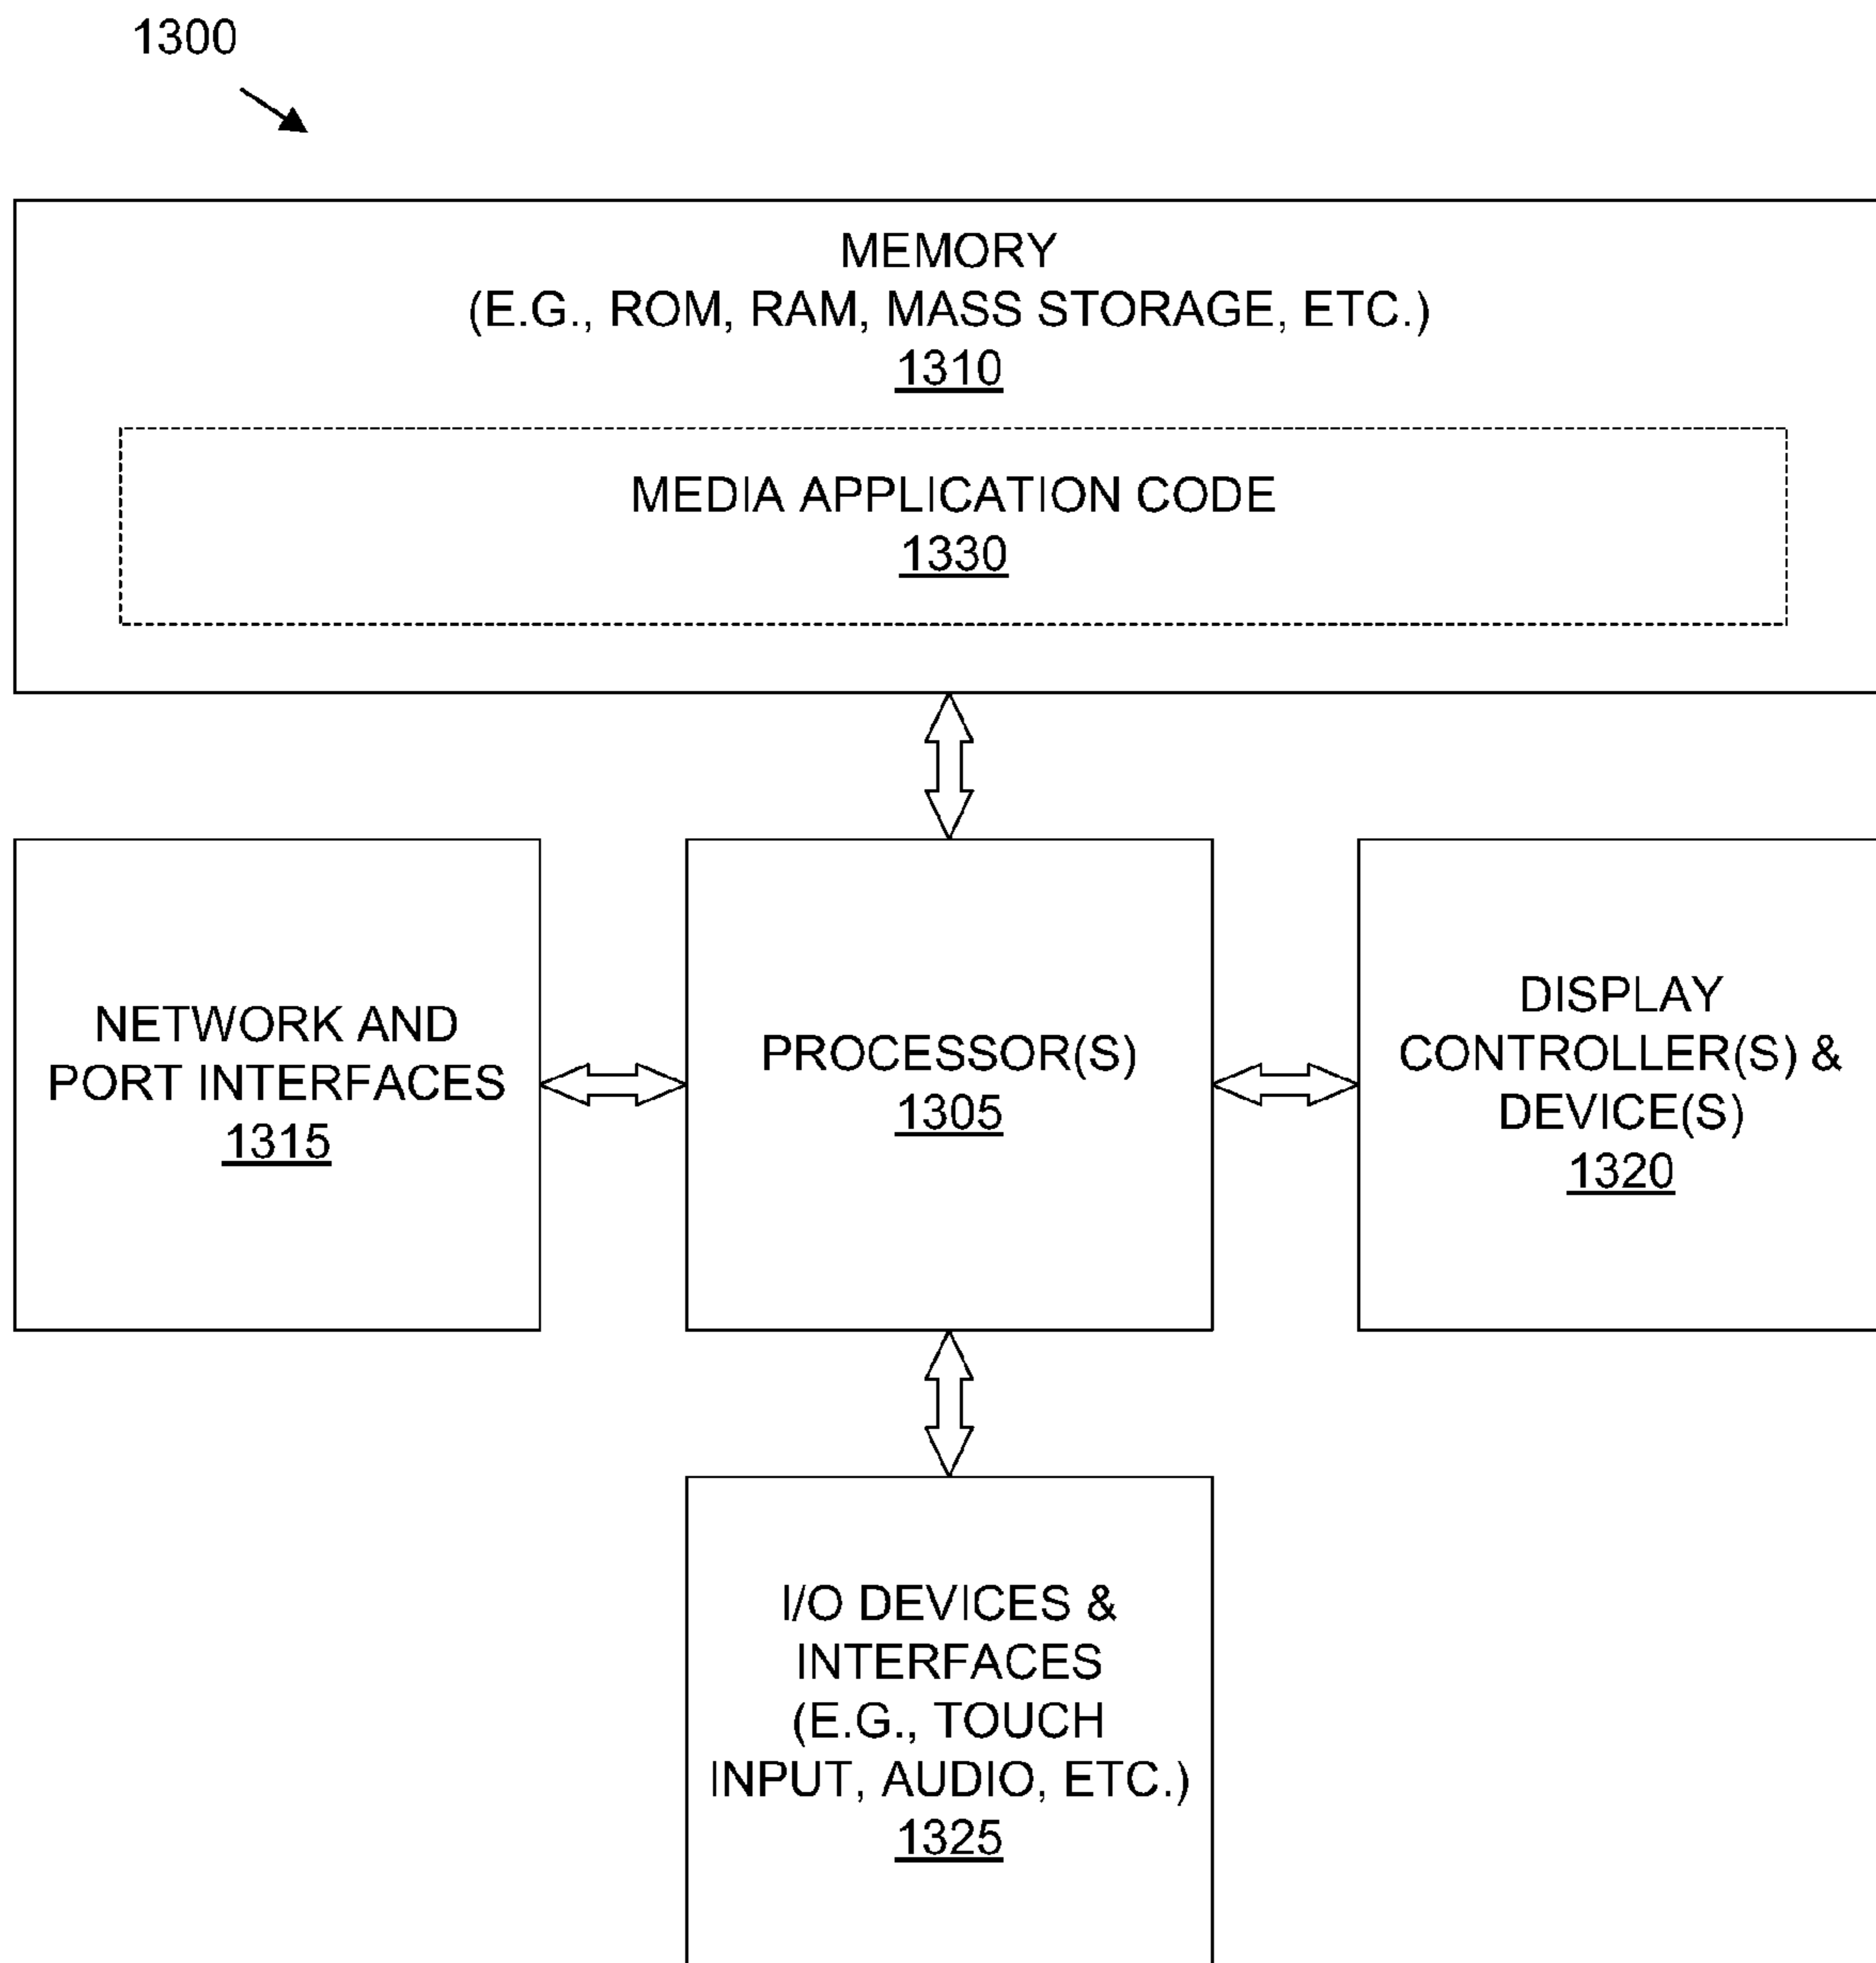 1300
MEMORY
(E.G., ROM, RAM, MASS STORAGE, ETC.)
1310
MEDIA APPLICATION CODE
1330
NETWORK AND
PORT INTERFACES
1315
PROCESSOR(S)
1305
DISPLAY
CONTROLLER(S) &
DEVICE(S)
1320
I/O DEVICES &
INTERFACES
(E.G., TOUCH
INPUT, AUDIO, ETC.)
1325